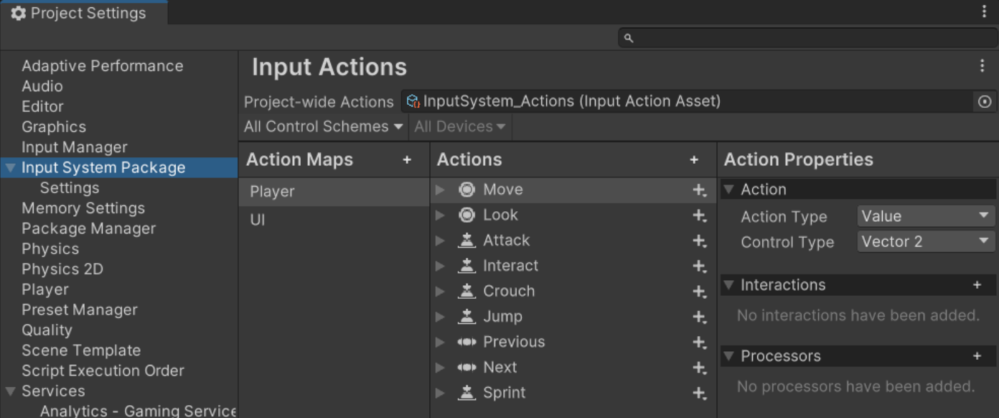 Project Settings
Adaptive Performance
Audio
Editor
Graphics
Input Manager
Input System Package
Settings
Memory Settings
Package Manager
Physics
Physics 2D
Player
Preset Manager
Quality
Scene Template
Script Execution Order
Services
Analytics - Gaming Service
Input Actions
Project-wide Actions InputSystem_Actions (Input Action Asset)
All Control Schemes All Devices
Action Maps +
Player
UI
Actions +
Move
Look
Attack
Interact
Crouch
Jump
Previous
Next
Sprint
Action Properties
Action
Action Type Value
Control Type Vector 2
Interactions +
No interactions have been added.
Processors +
No processors have been added.